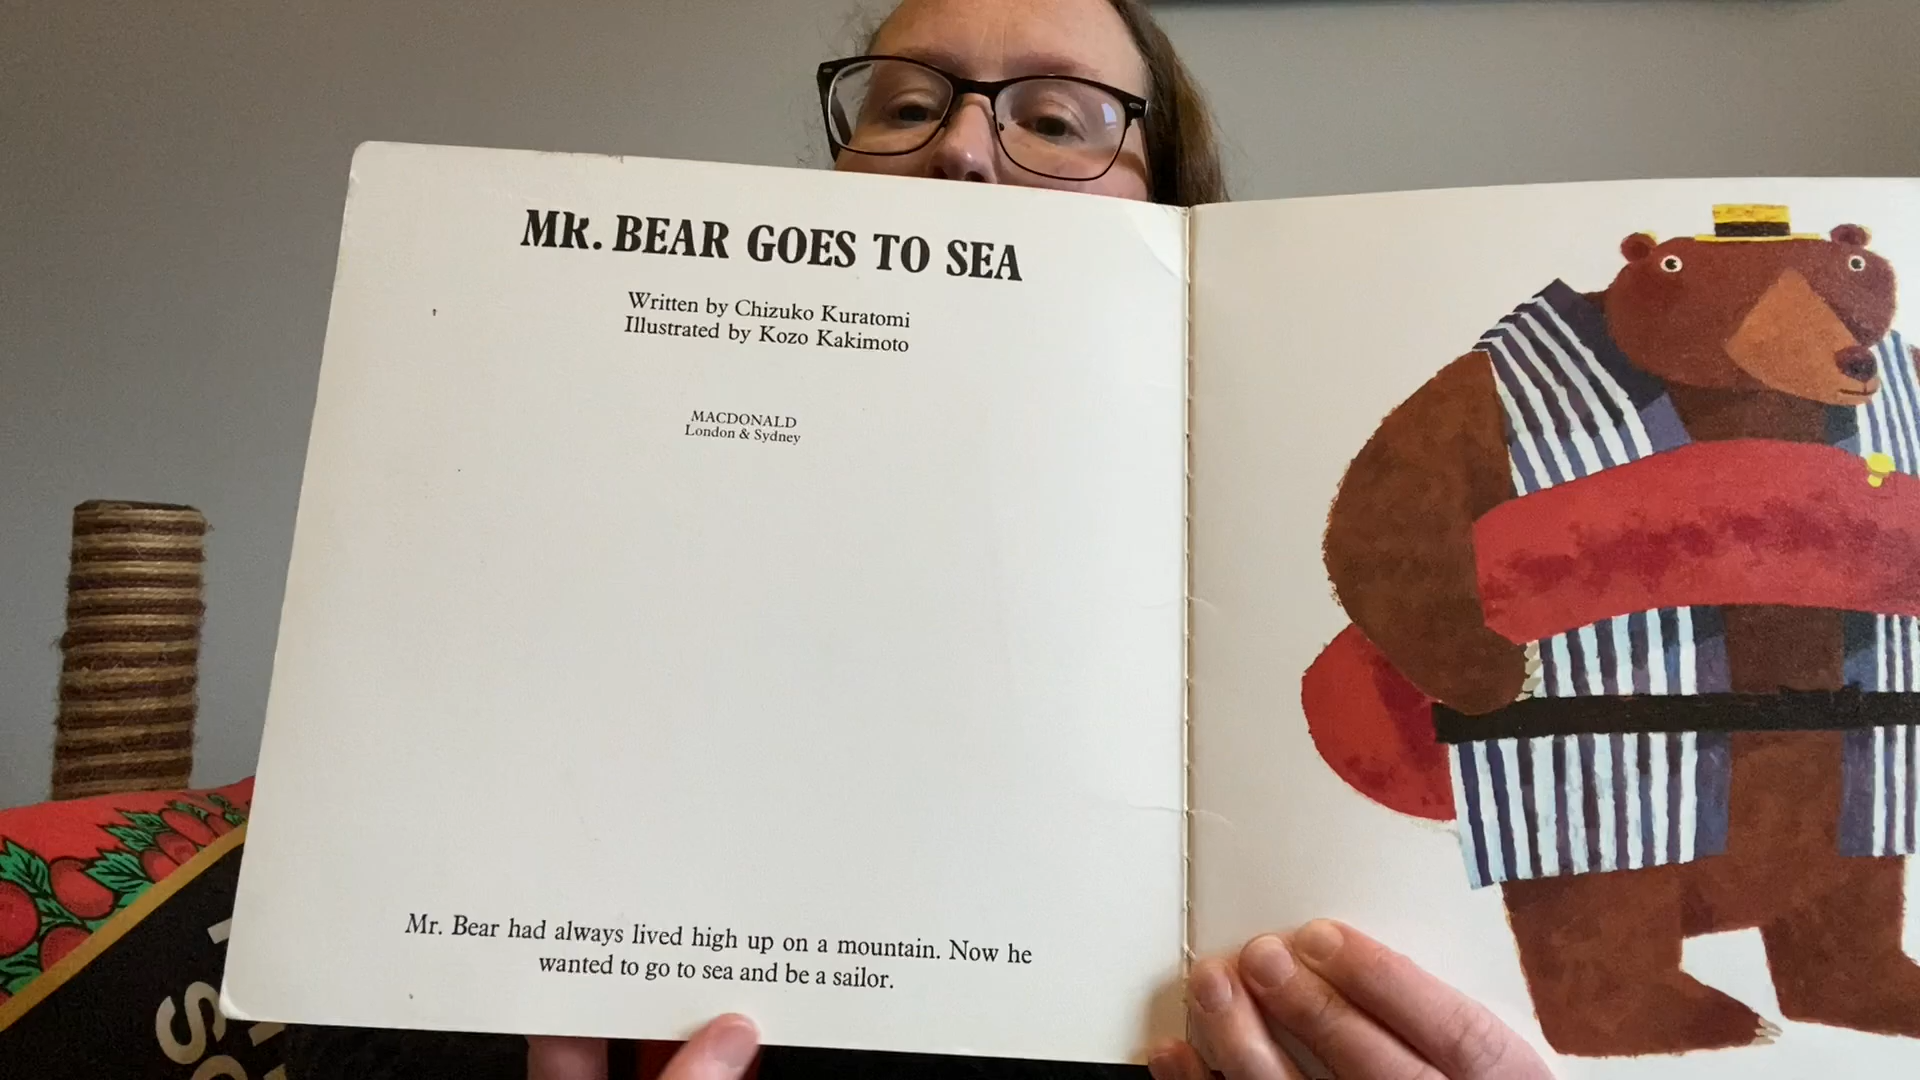 MR. BEAR GOES TO SEA
Written by Chizuko Kuratomi
Illustrated by Kozo Kakimoto
MACDONALD
London & Sydney
Mr. Bear had always lived high up on a mountain. Now he
wanted to go to sea and be a sailor.